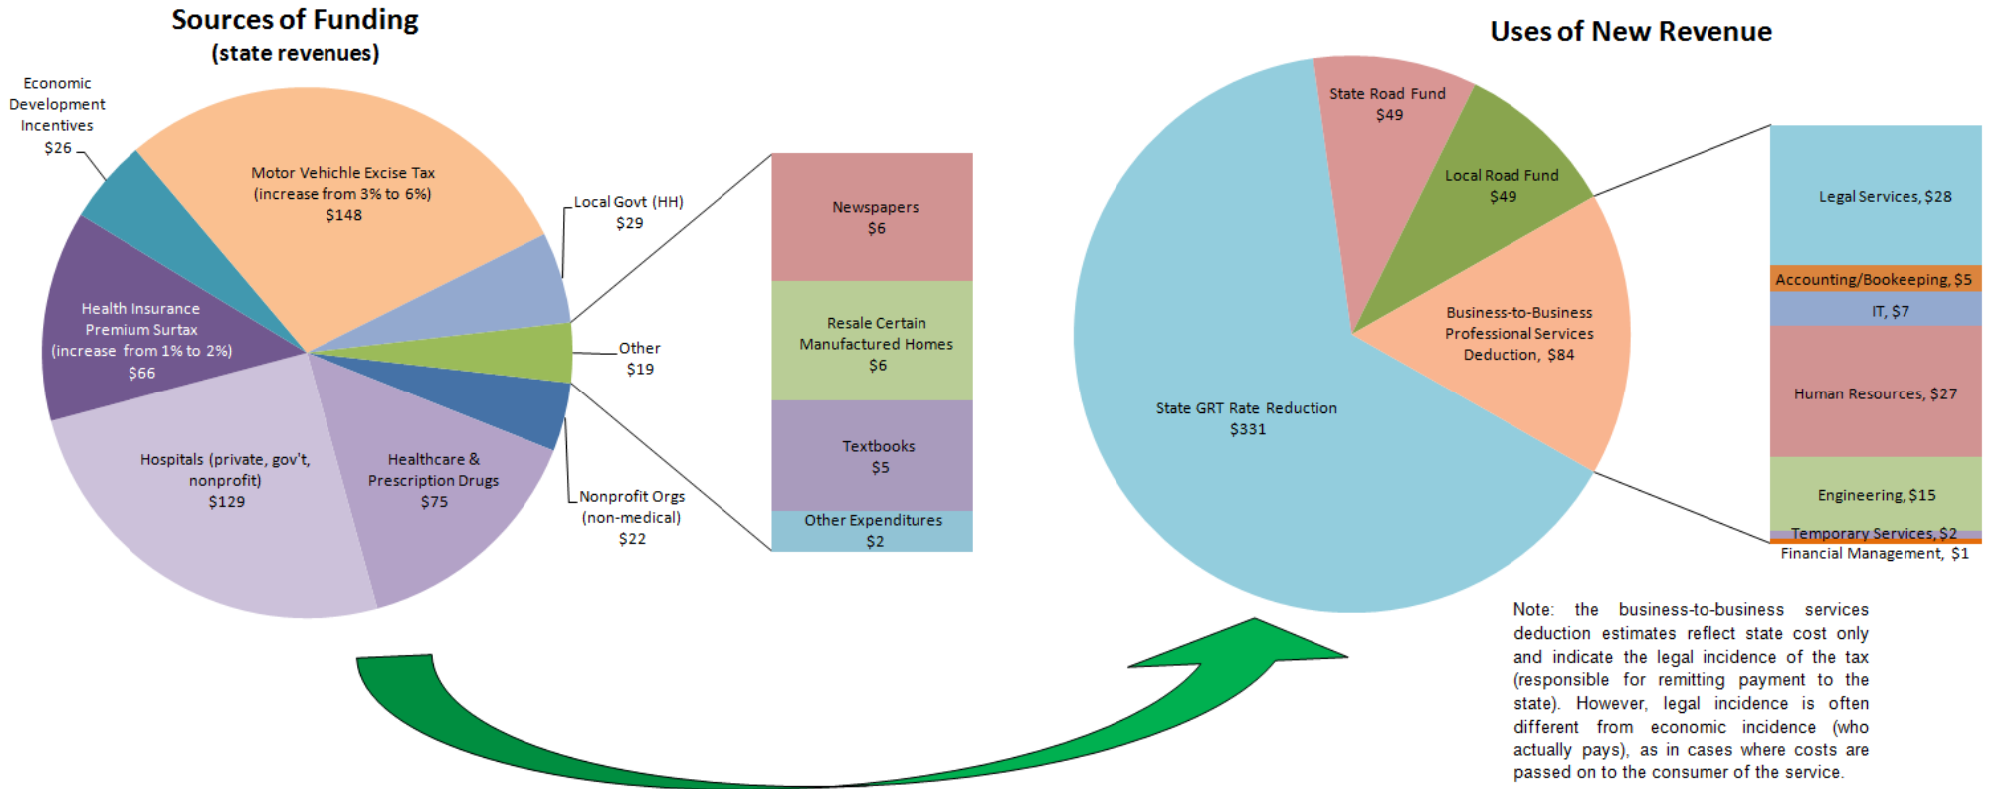 Sources of Funding
(state revenues)
Economic
Development
Incentives
$26
Motor Vehichle Excise Tax
(increase from 3% to 6%)
$148
Local Govt (HH)
$29
Other
$19
Nonprofit Orgs
(non-medical)
$22
Healthcare &
Prescription Drugs
$75
Hospitals (private, gov't,
nonprofit)
$129
Health Insurance
Premium Surtax
(increase from 1% to 2%)
$66
Newspapers
$6
Resale Certain
Manufactured Homes
$6
Textbooks
$5
Other Expenditures
$2
Uses of New Revenue
State Road Fund
$49
Local Road Fund
$49
Business-to-Business
Professional Services
Deduction, $84
State GRT Rate Reduction
$331
Legal Services, $28
Accounting/Bookeeping, $5
IT, $7
Human Resources, $27
Engineering, $15
Temporary Services, $2
Financial Management, $1
Note: the business-to-business services
deduction estimates reflect state cost only
and indicate the legal incidence of the tax
(responsible for remitting payment to the
state). However, legal incidence is often
different from economic incidence (who
actually pays), as in cases where costs are
passed on to the consumer of the service.